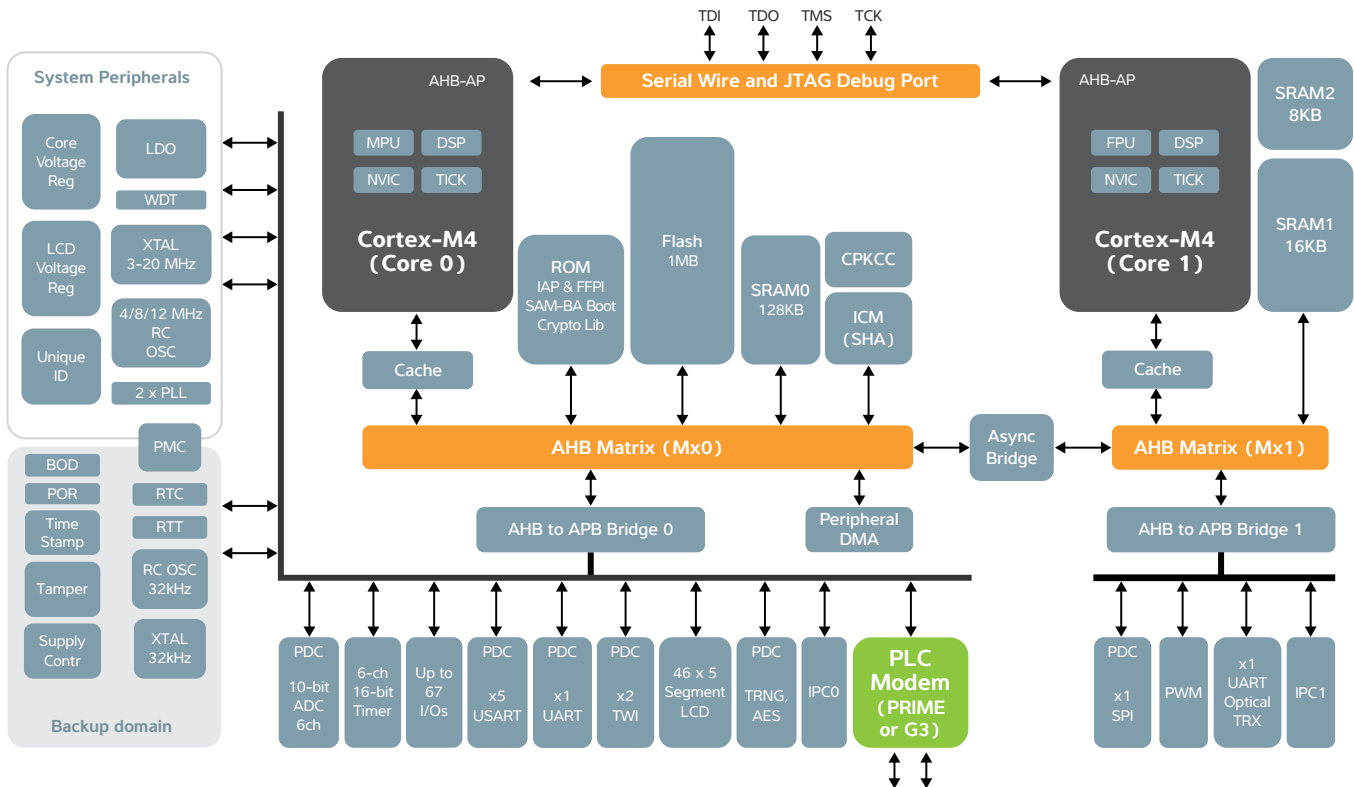 TDI
TDO
TMS
TCK
System Peripherals
Core
Voltage
Reg
LDO
WDT
LCD
Voltage
Reg
XTAL
3-20 MHz
4/8/12 MHz
RC
OSC
Unique
ID
2 x PLL
PMC
BOD
POR
RTC
Time
Stamp
RTT
Tamper
RC OSC
32kHz
Supply
Contr
XTAL
32kHz
Backup domain
AHB-AP
MPU
DSP
NVIC
TICK
Cortex-M4
(Core 0)
Serial Wire and JTAG Debug Port
AHB-AP
FPU
DSP
NVIC
TICK
Cortex-M4
(Core 1)
SRAM2
8KB
SRAM1
16KB
ROM
IAP & FFPI
SAM-BA Boot
Crypto Lib
Flash
1MB
SRAM0
128KB
CPKCC
ICM
(SHA)
Cache
Cache
AHB Matrix (Mx0)
Async
Bridge
AHB Matrix (Mx1)
AHB to APB Bridge 0
Peripheral
DMA
AHB to APB Bridge 1
PDC
10-bit
ADC
6ch
6-ch
16-bit
Timer
Up to
67
I/Os
PDC
x5
USART
PDC
x1
UART
PDC
x2
TWI
46 x 5
Segment
LCD
PDC
TRNG,
AES
IPC0
PLC
Modem
(PRIME
or G3)
PDC
x1
SPI
PWM
x1
UART
Optical
TRX
IPC1